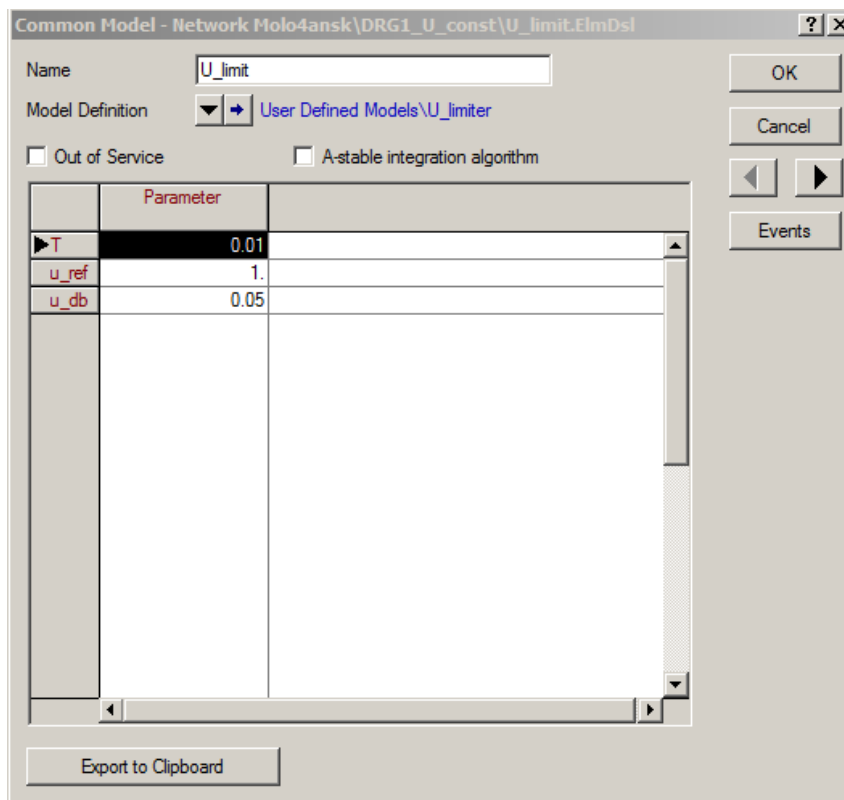 Common Model - Network Molo4ansk\DRG1_U_const\U_limit.ElmDsl
Name U_limit OK
Model Definition User Defined Models\U_limiter
Cancel
Out of Service A-stable integration algorithm
Parameter
Events
T 0.01
u_ref 1.
u_db 0.05
Export to Clipboard